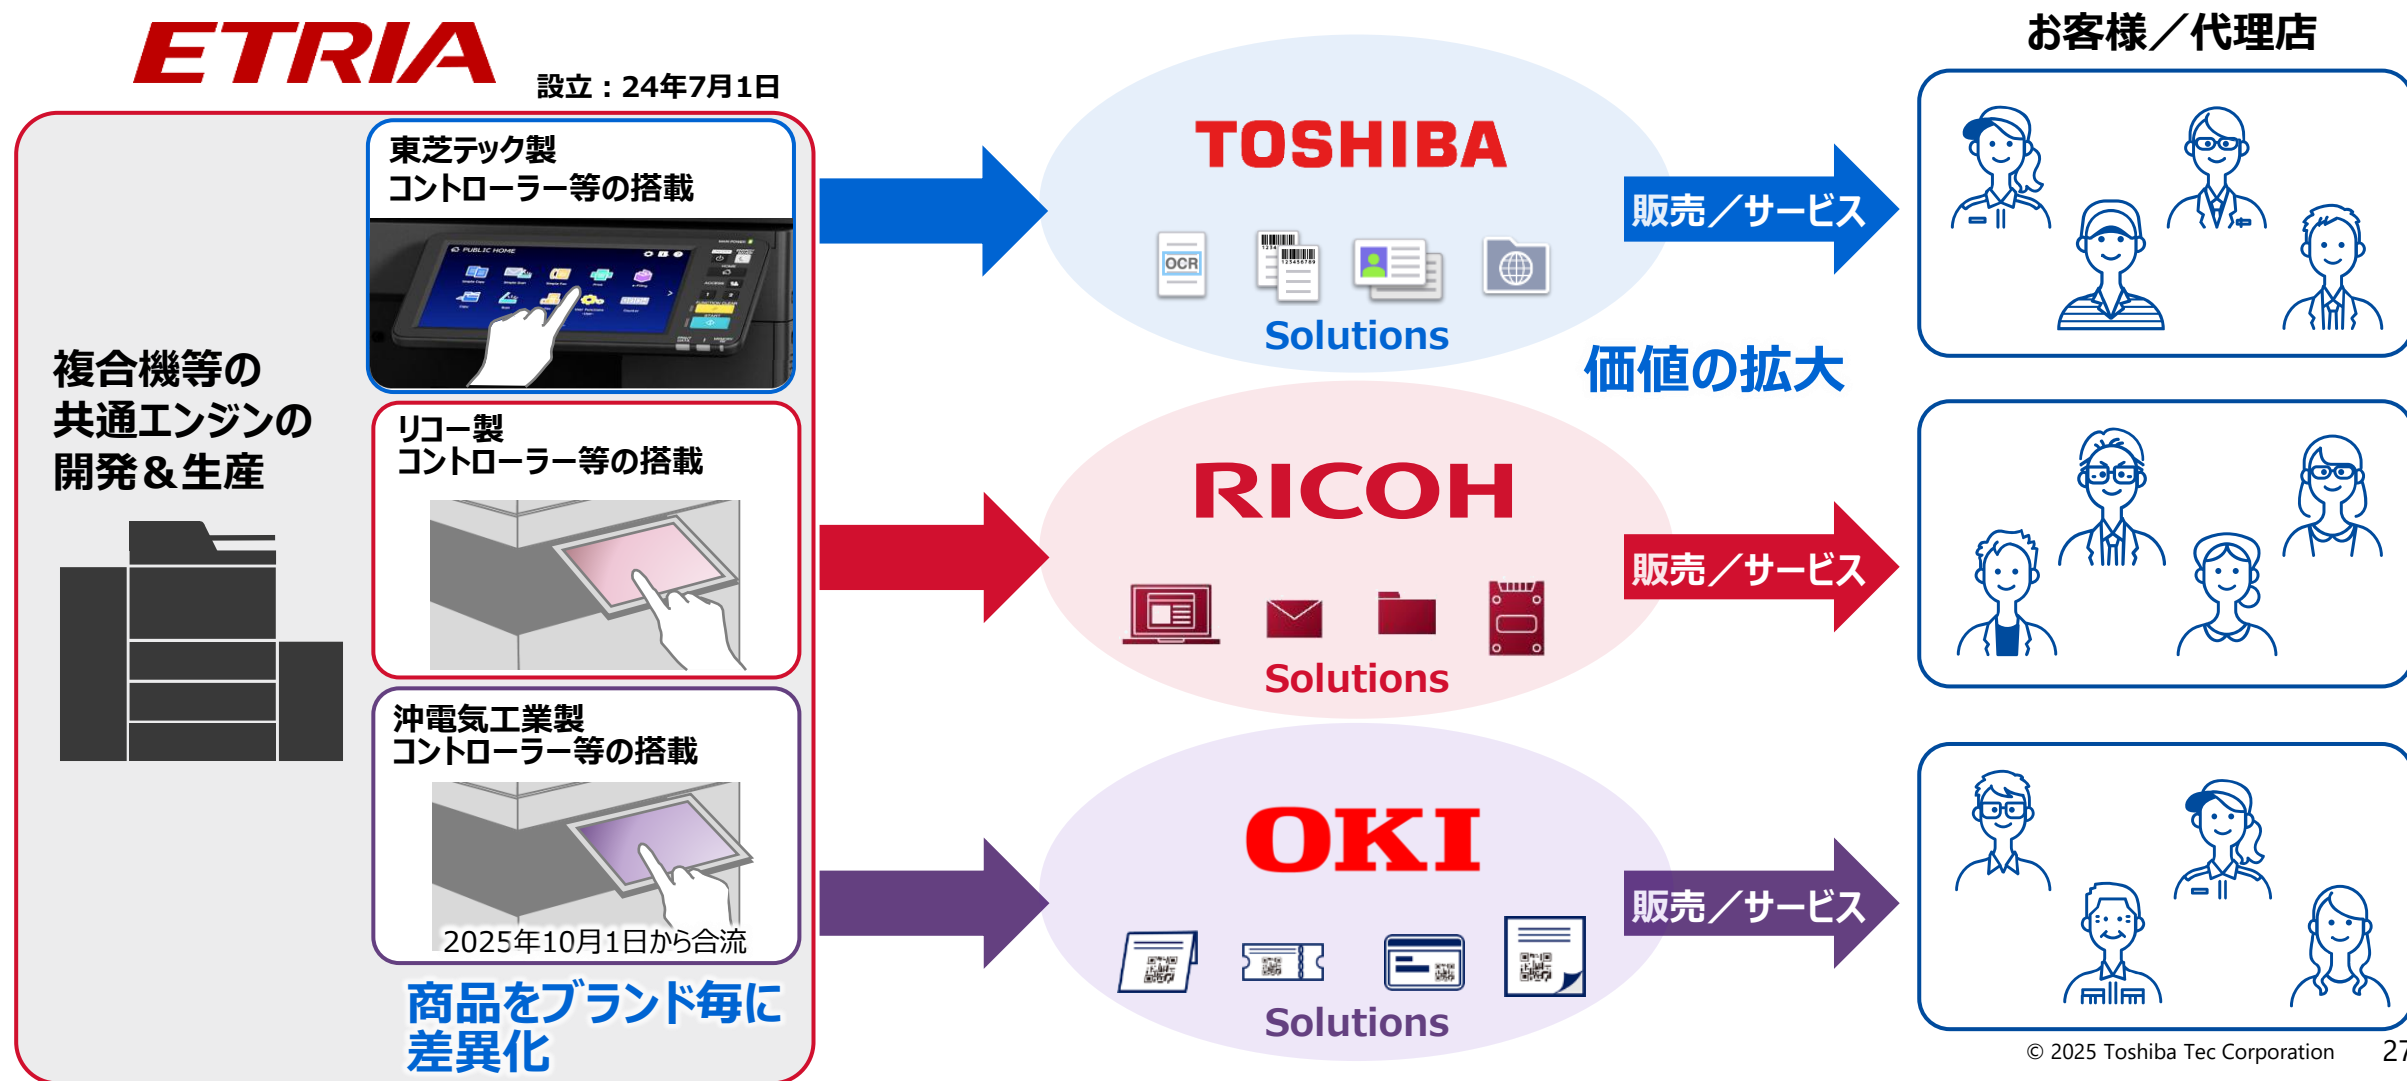 ETRIA
設立：24年7月1日
お客様／代理店
複合機等の
共通エンジンの
開発＆生産
東芝テック製
コントローラー等の搭載
PUBLIC HOME
リコー製
コントローラー等の搭載
沖電気工業製
コントローラー等の搭載
2025年10月1日から合流
商品をブランド毎に
差異化
TOSHIBA
OCR
123456789
Solutions
販売／サービス
価値の拡大
RICOH
Solutions
販売／サービス
OKI
Solutions
販売／サービス
© 2025 Toshiba Tec Corporation
27